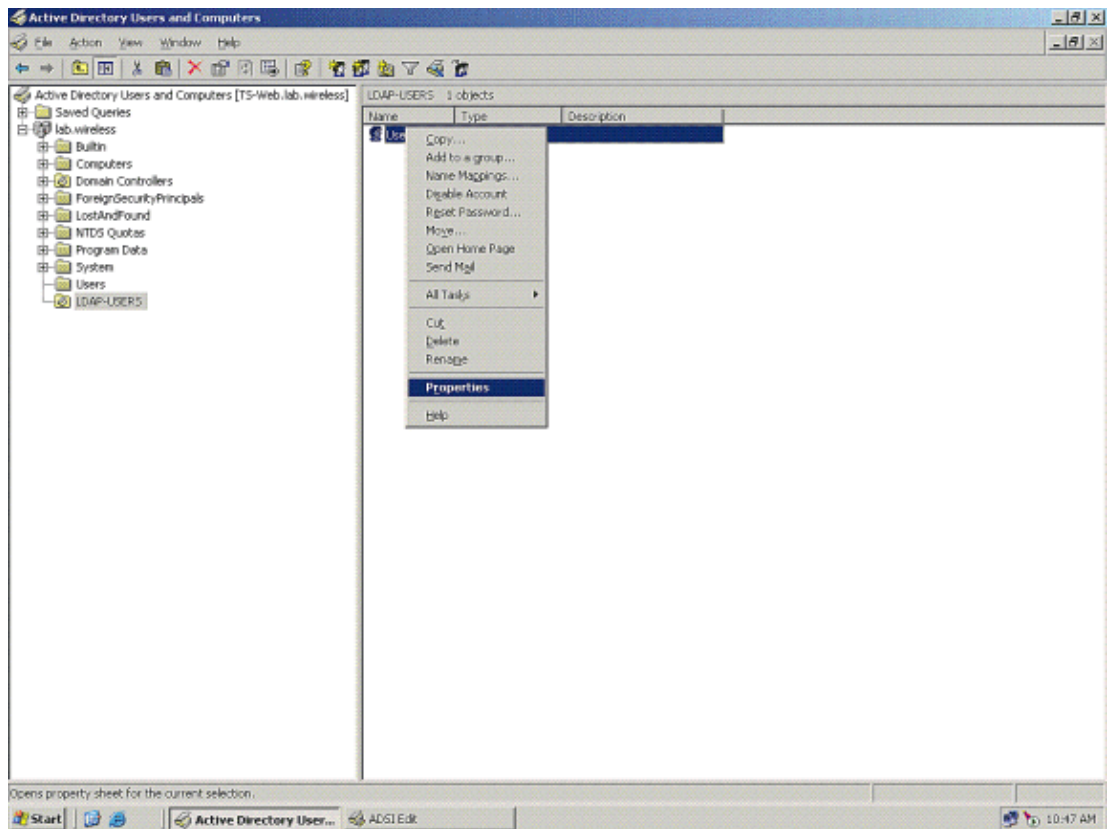 Active Directory Users and Computers
File Action View Window Help
Active Directory Users and Computers [TS-Web.lab.wireless]
Saved Queries
lab.wireless
Builtin
Computers
Domain Controllers
ForeignSecurityPrincipals
LostAndFound
NTDS Quotas
Program Data
System
Users
LDAP-USERS
LDAP-USERS 1 objects
Name Type Description
Use
Copy...
Add to a group...
Name Mappings...
Disable Account
Reset Password...
Move...
Open Home Page
Send Mail
All Tasks
Cut
Delete
Rename
Properties
Help
Opens property sheet for the current selection.
Start Active Directory User... ADSI Edit 10:47 AM